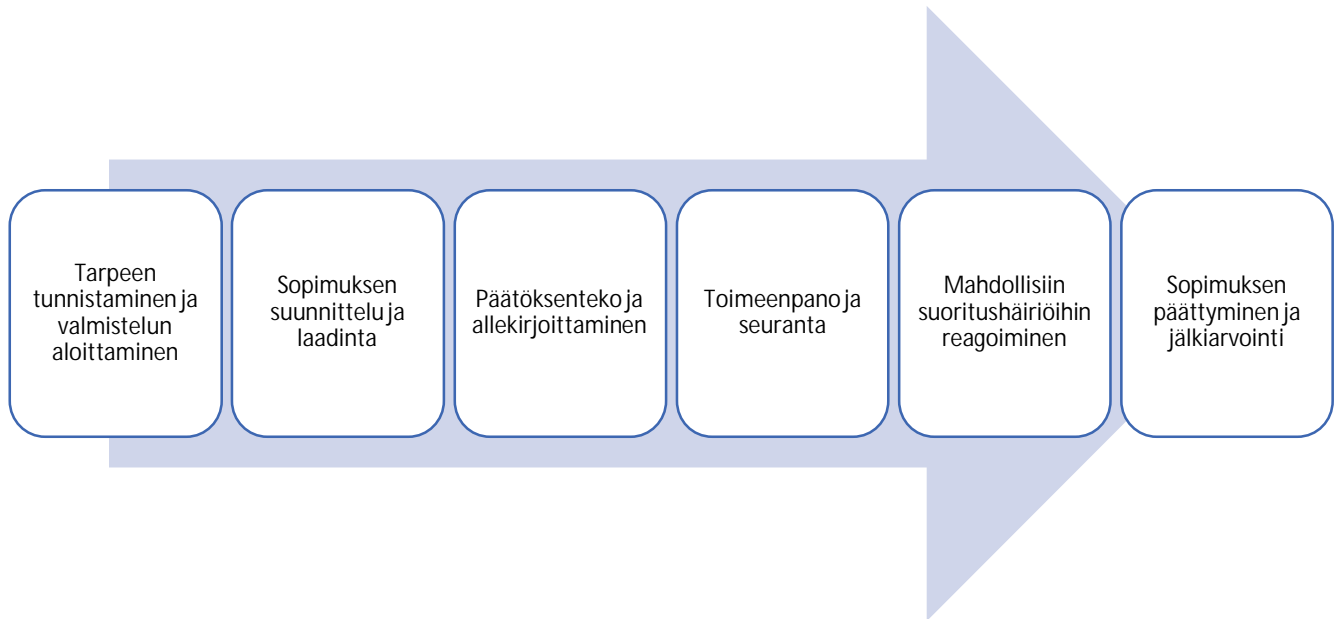 Tarpeen
tunnistaminen ja
valmistelun
aloittaminen
Sopimuksen
suunnittelu ja
laadinta
Päätöksenteko ja
allekirjoittaminen
Toimeenpano ja
seuranta
Mahdollisiin
suoritushäiriöihin
reagoiminen
Sopimuksen
päättyminen ja
jälkiarvointi